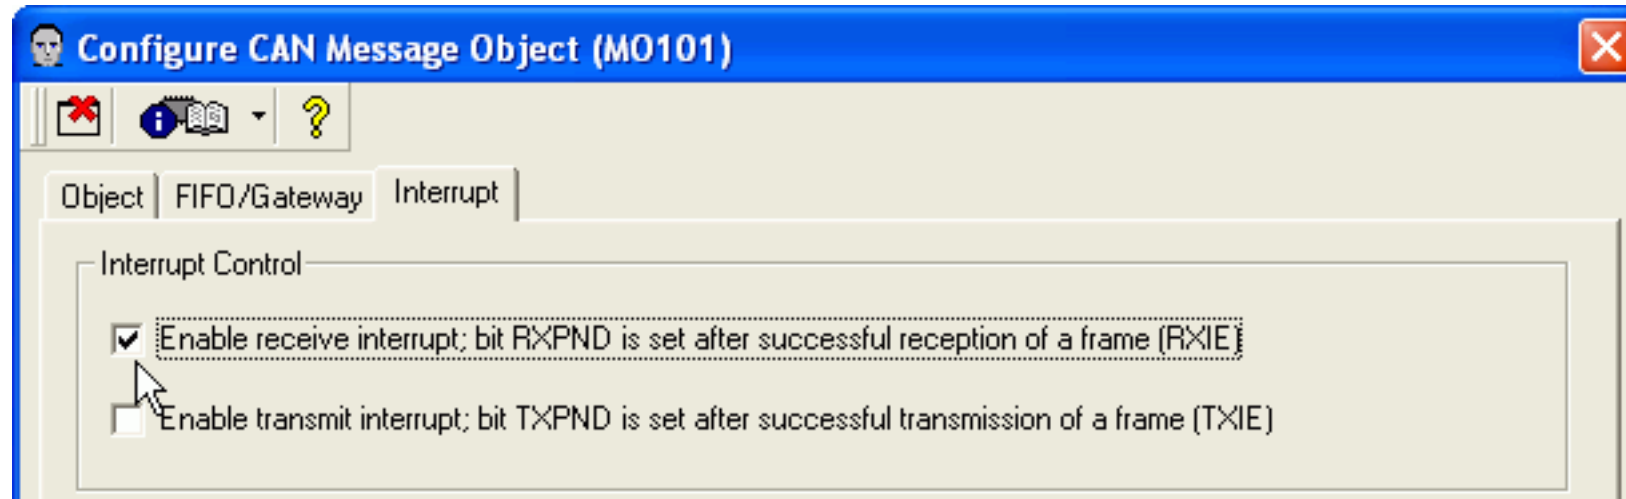 Configure CAN Message Object (MO101)
Object FIFO/Gateway Interrupt
Interrupt Control
Enable receive interrupt; bit RXPND is set after successful reception of a frame (RXIE)
Enable transmit interrupt; bit TXPND is set after successful transmission of a frame (TXIE)